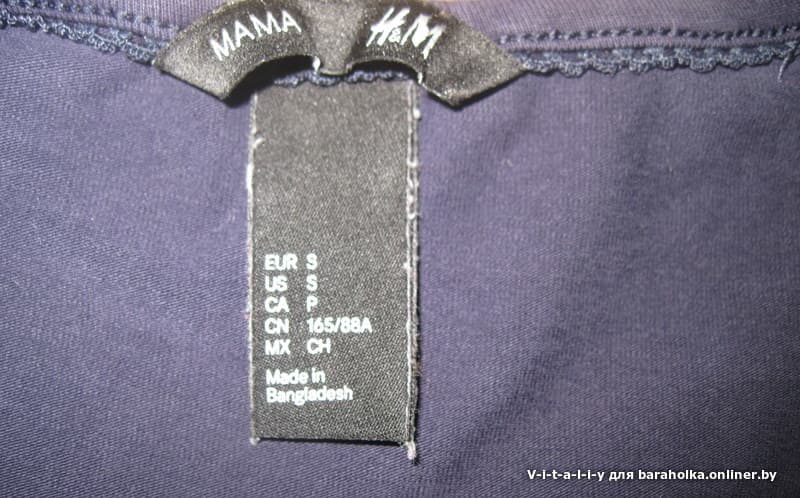 MAMA H&M
EUR S
US S
CA P
CN 165/88A
MX CH
Made in
Bangladesh
V-i-t-a-l-i-y для baraholka.onliner.by